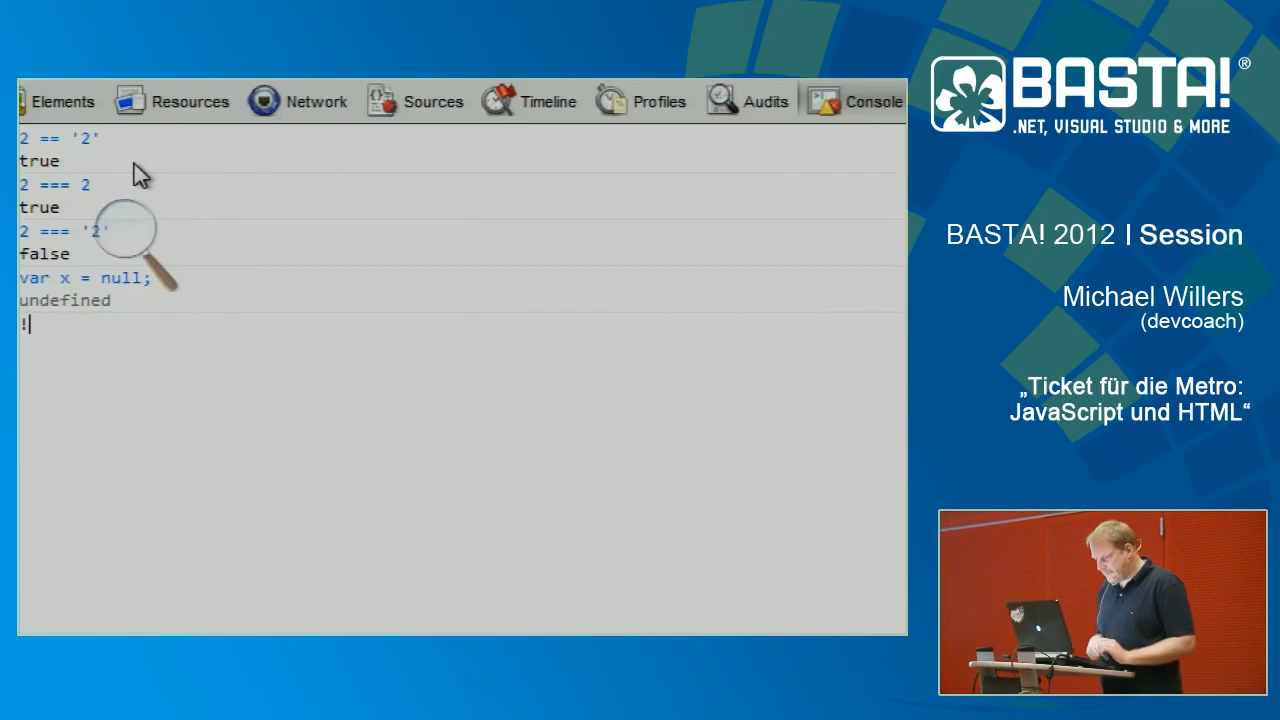 Elements Resources Network Sources Timeline Profiles Audits Console
2 == '2'
true
2 === 2
true
2 === '2'
false
var x = null;
undefined
!
BASTA!®
.NET, VISUAL STUDIO & MORE
BASTA! 2012 | Session
Michael Willers
(devcoach)
„Ticket für die Metro:
JavaScript und HTML“